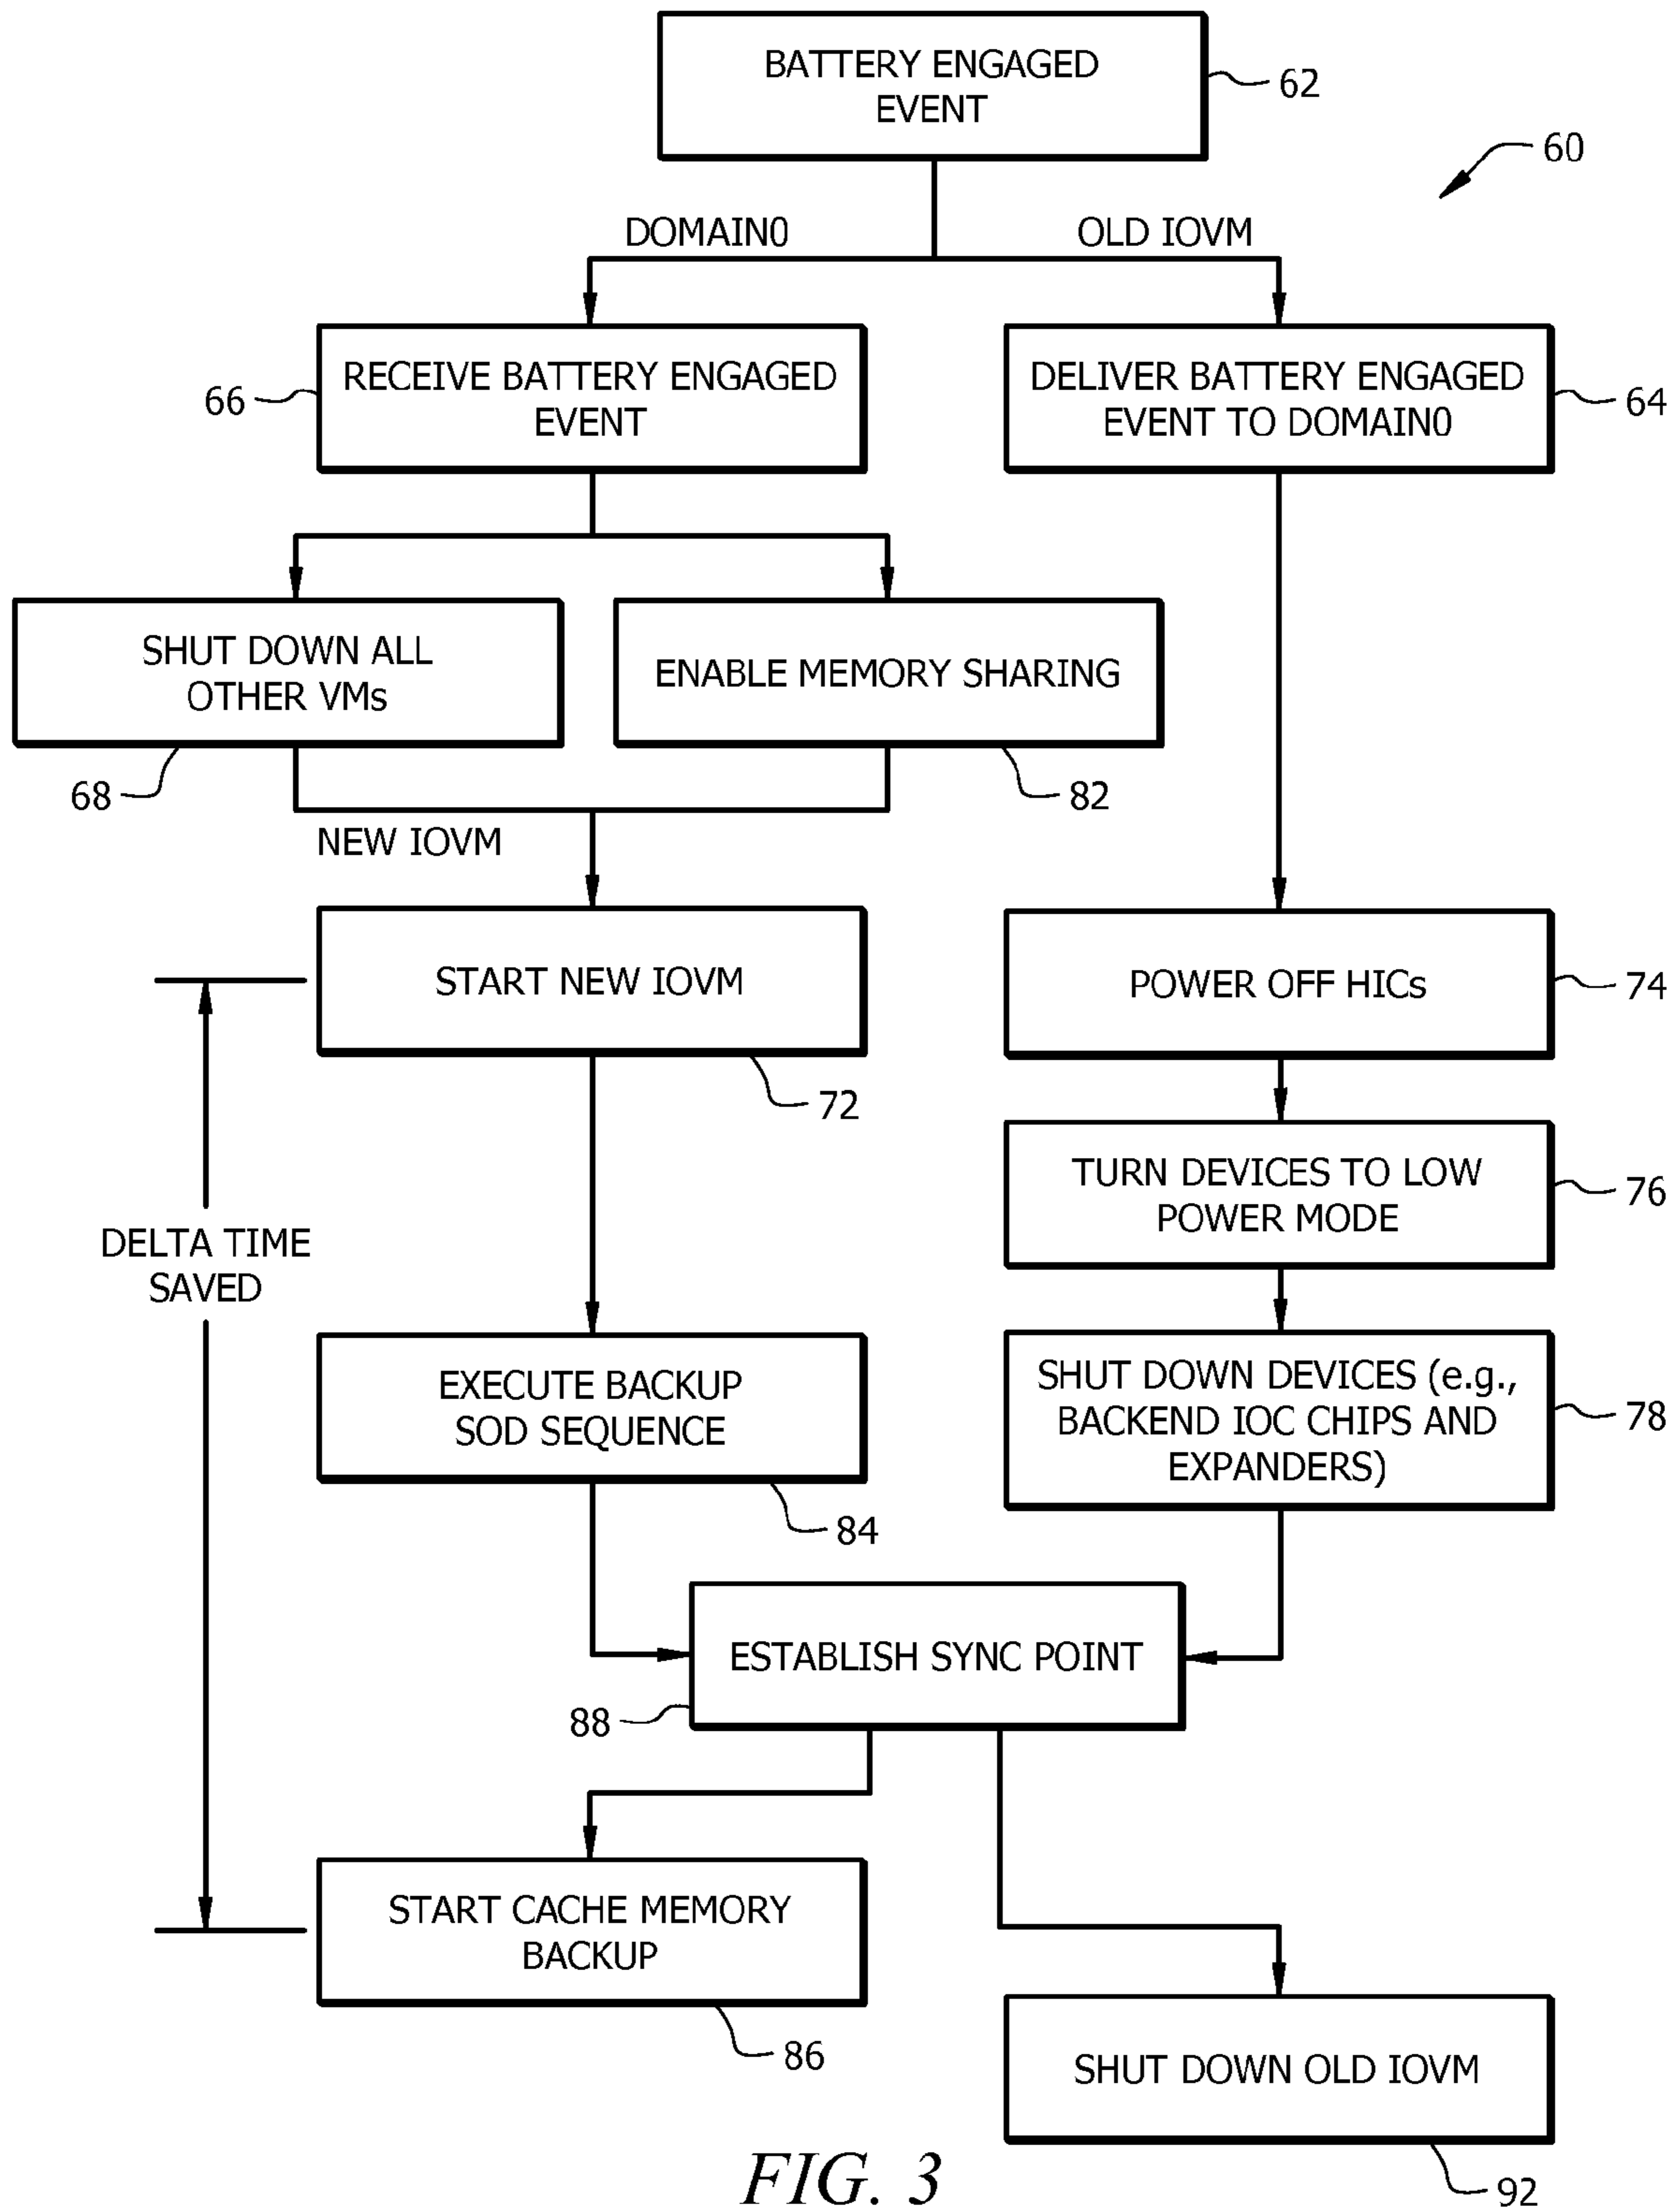 BATTERY ENGAGED
EVENT
62
60
DOMAIN0
OLD IOVM
RECEIVE BATTERY ENGAGED
EVENT
66
DELIVER BATTERY ENGAGED
EVENT TO DOMAIN0
64
SHUT DOWN ALL
OTHER VMs
68
ENABLE MEMORY SHARING
82
NEW IOVM
START NEW IOVM
72
POWER OFF HICs
74
TURN DEVICES TO LOW
POWER MODE
76
DELTA TIME
SAVED
EXECUTE BACKUP
SOD SEQUENCE
84
SHUT DOWN DEVICES (e.g.,
BACKEND IOC CHIPS AND
EXPANDERS)
78
ESTABLISH SYNC POINT
88
START CACHE MEMORY
BACKUP
86
SHUT DOWN OLD IOVM
92
FIG. 3